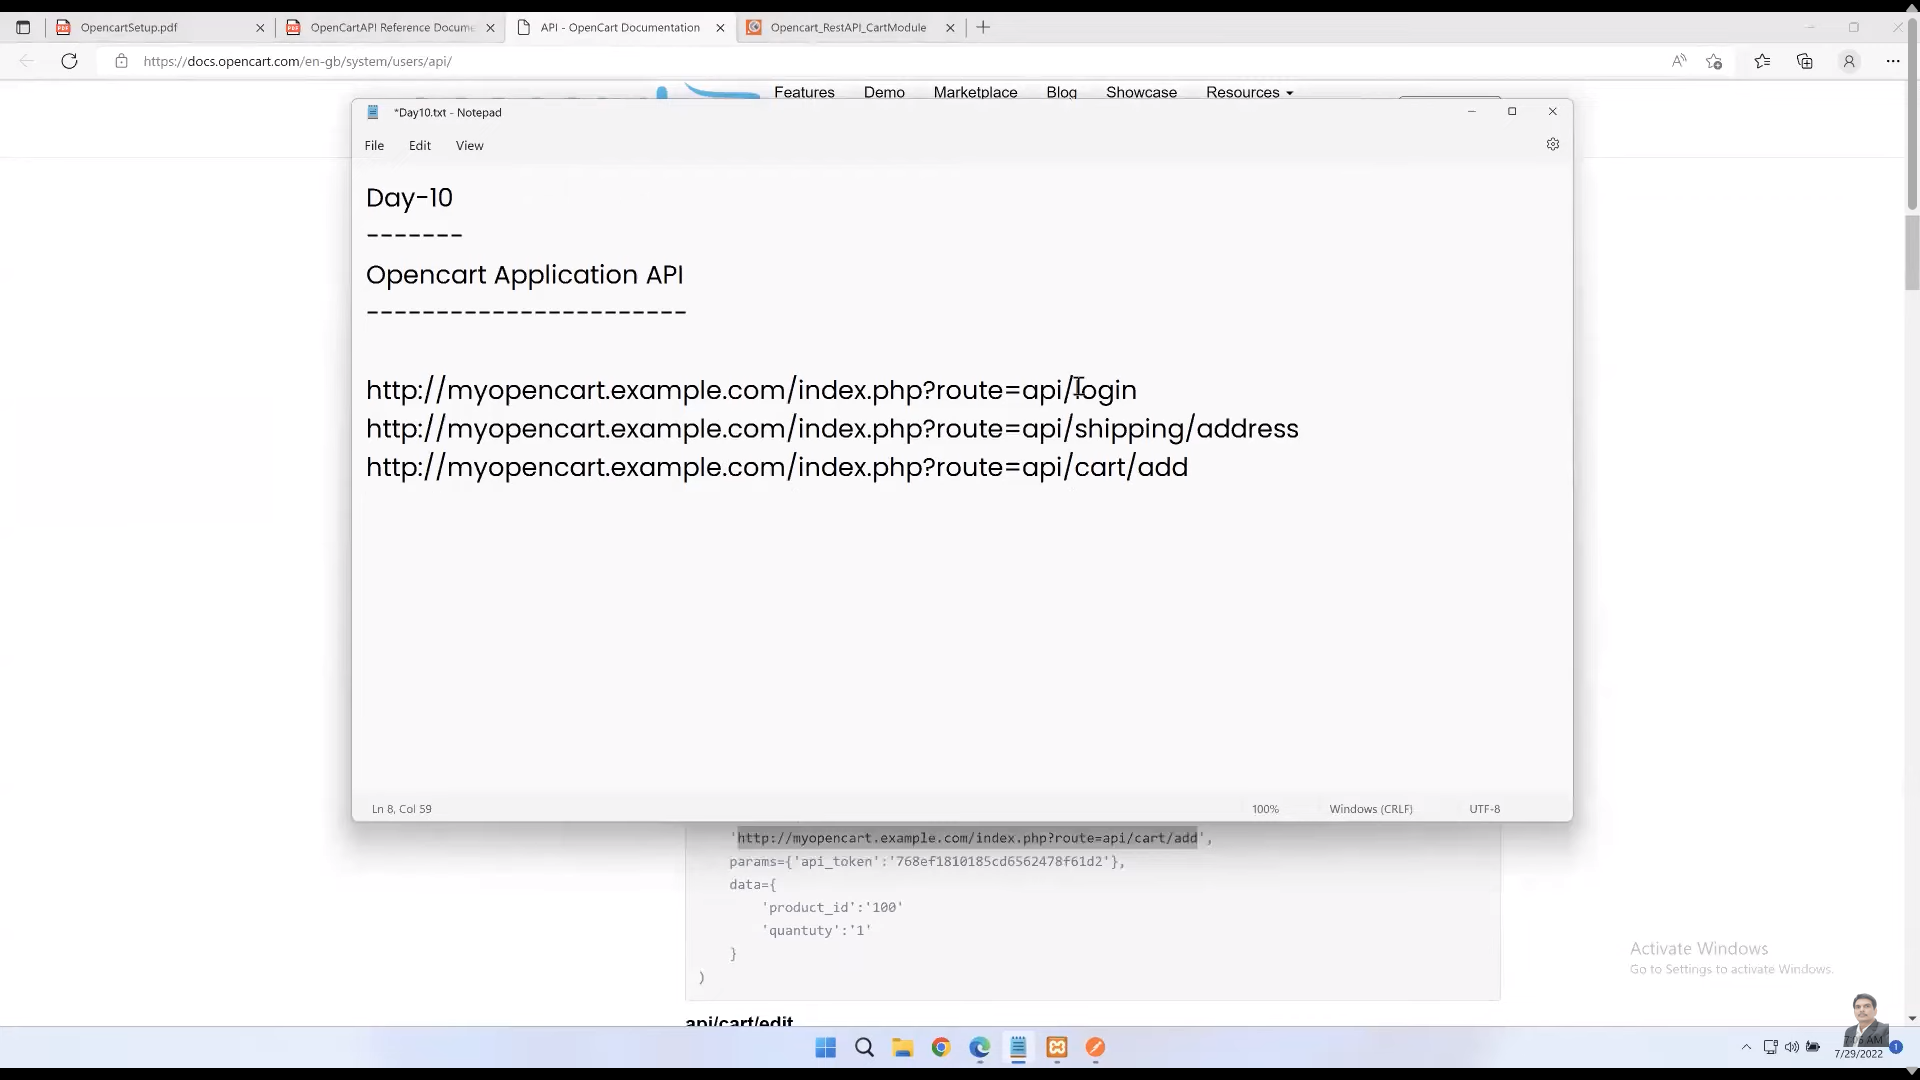 OpencartSetup.pdf
OpenCartAPI Reference Docume
API - OpenCart Documentation
Opencart_RestAPI_CartModule
https://docs.opencart.com/en-gb/system/users/api/
Features Demo Marketplace Blog Showcase Resources
*Day10.txt - Notepad
File Edit View
Day-10
-------
Opencart Application API
-----------------------
http://myopencart.example.com/index.php?route=api/login
http://myopencart.example.com/index.php?route=api/shipping/address
http://myopencart.example.com/index.php?route=api/cart/add
Ln 8, Col 59
100%
Windows (CRLF)
UTF-8
'http://myopencart.example.com/index.php?route=api/cart/add',
params={'api_token':'768ef1810185cd6562478f61d2'},
data={
'product_id':'100'
'quantuty':'1'
}
)
api/cart/edit
Activate Windows
Go to Settings to activate Windows.
7/29/2022
1